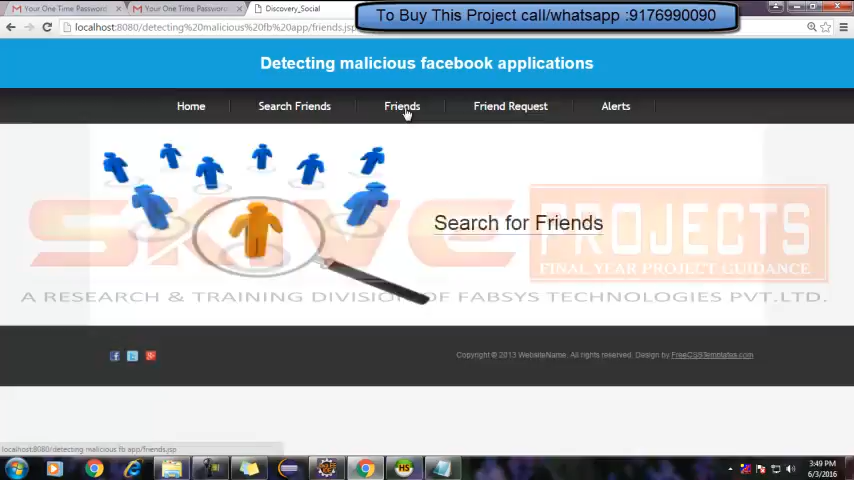 Your One Time Password
Your One Time Password
Discovery_Social
To Buy This Project call/whatsapp :9176990090
localhost:8080/detecting%20malicious%20fb%20app/friends.jsp
Detecting malicious facebook applications
Home
Search Friends
Friends
Friend Request
Alerts
Search for Friends
SKIVE PROJECTS
FINAL YEAR PROJECT GUIDANCE
A RESEARCH & TRAINING DIVISION OF FABSYS TECHNOLOGIES PVT.LTD.
Copyright © 2013 WebsiteName. All rights reserved. Design by FreeCSSTemplates.com
localhost:8080/detecting malicious fb app/friends.jsp
HS
3:49 PM
6/3/2016